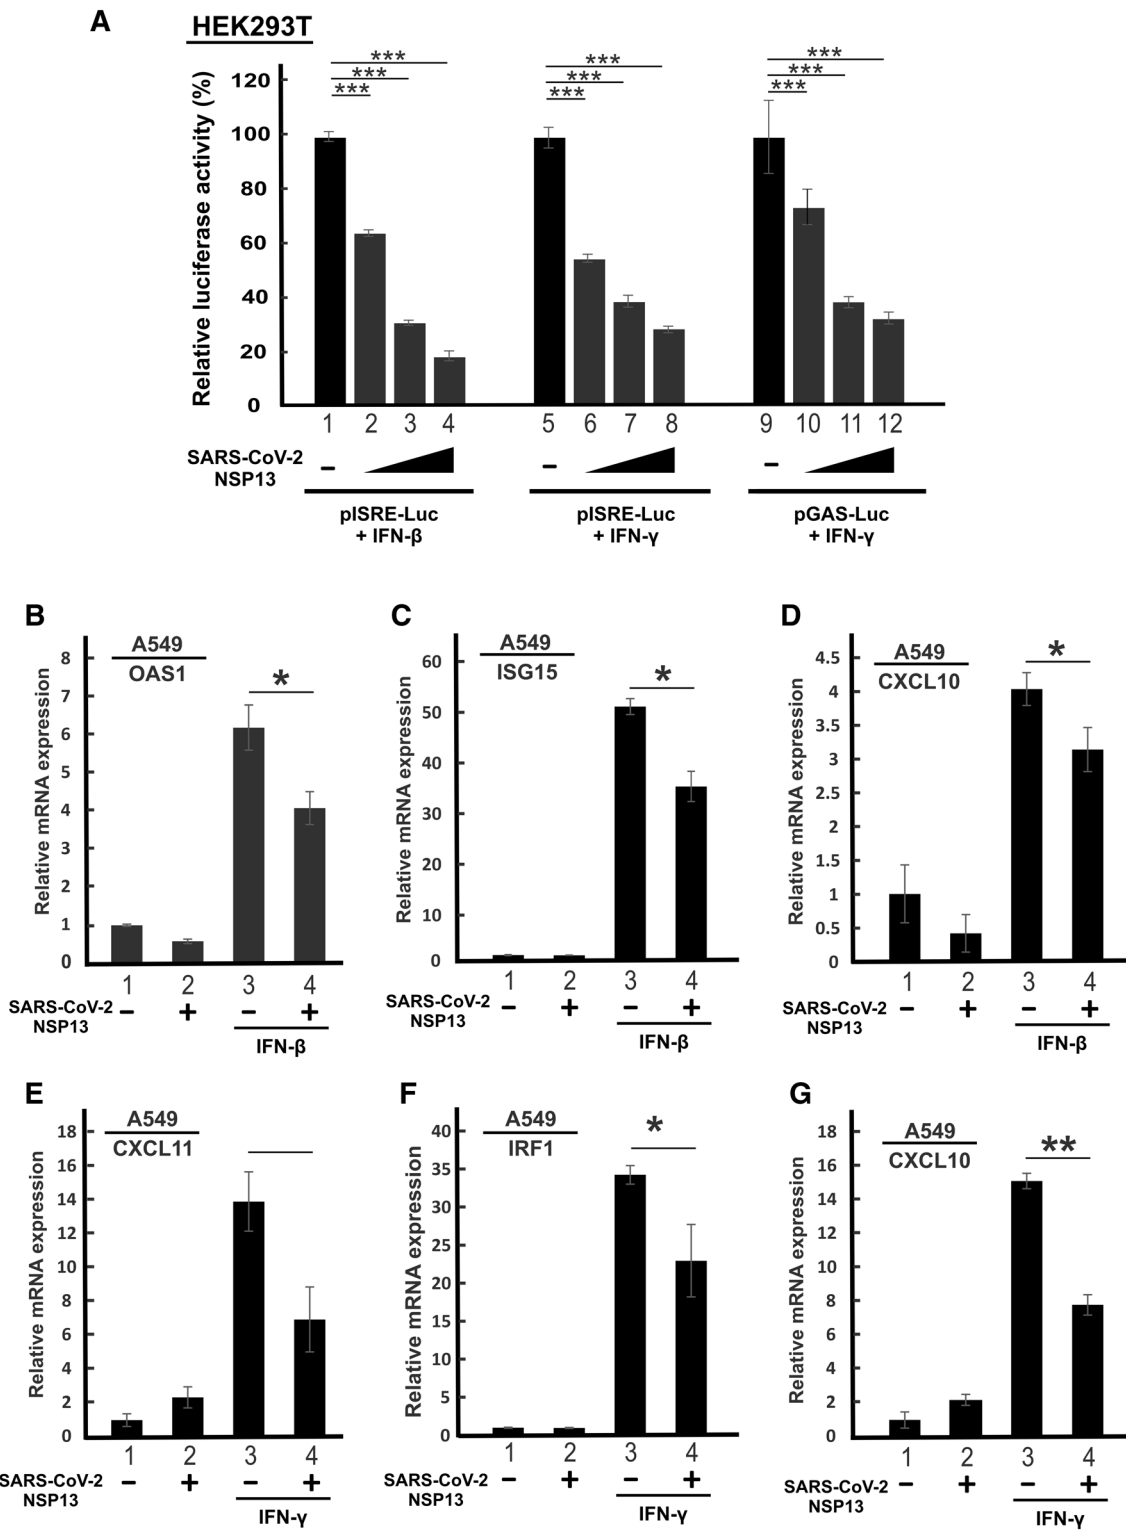 A
HEK293T
Relative luciferase activity (%)
120
100
80
60
40
20
0
***
***
***
***
***
***
***
***
***
1 2 3 4 5 6 7 8 9 10 11 12
SARS-CoV-2
NSP13
– – –
pISRE-Luc
+ IFN-β
pISRE-Luc
+ IFN-γ
pGAS-Luc
+ IFN-γ
B
A549
OAS1
Relative mRNA expression
8
7
6
5
4
3
2
1
0
*
1 2 3 4
SARS-CoV-2
NSP13
– + – +
IFN-β
C
A549
ISG15
Relative mRNA expression
60
50
40
30
20
10
0
*
1 2 3 4
SARS-CoV-2
NSP13
– + – +
IFN-β
D
A549
CXCL10
Relative mRNA expression
4.5
4
3.5
3
2.5
2
1.5
1
0.5
0
*
1 2 3 4
SARS-CoV-2
NSP13
– + – +
IFN-β
E
A549
CXCL11
Relative mRNA expression
18
16
14
12
10
8
6
4
2
0
1 2 3 4
SARS-CoV-2
NSP13
– + – +
IFN-γ
F
A549
IRF1
Relative mRNA expression
40
35
30
25
20
15
10
5
0
*
1 2 3 4
SARS-CoV-2
NSP13
– + – +
IFN-γ
G
A549
CXCL10
Relative mRNA expression
18
16
14
12
10
8
6
4
2
0
**
1 2 3 4
SARS-CoV-2
NSP13
– + – +
IFN-γ